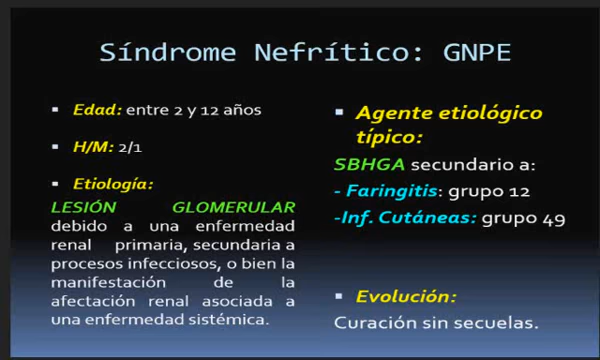 Síndrome Nefrítico: GNPE
Edad: entre 2 y 12 años
H/M: 2/1
Etiología:
LESIÓN GLOMERULAR
debido a una enfermedad
renal primaria, secundaria a
procesos infecciosos, o bien la
manifestación de la
afectación renal asociada a
una enfermedad sistémica.
Agente etiológico
típico:
SBHGA secundario a:
- Faringitis: grupo 12
-Inf. Cutáneas: grupo 49
Evolución:
Curación sin secuelas.